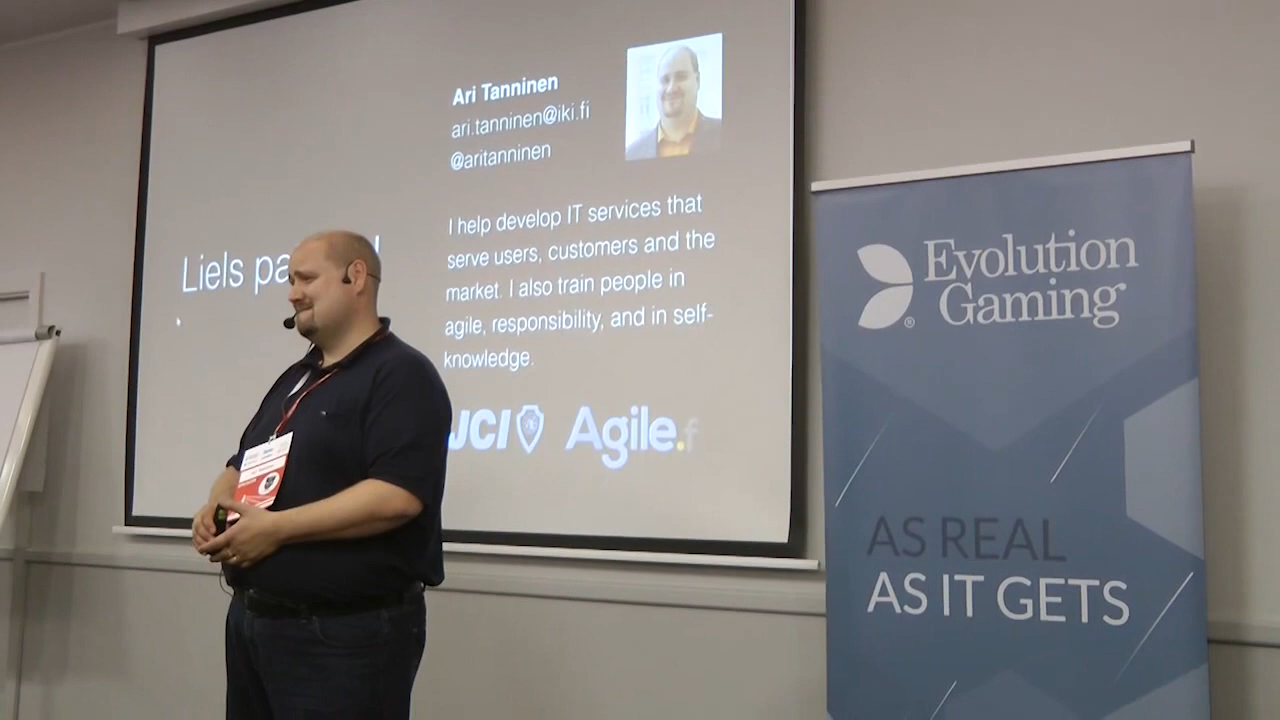 Ari Tanninen
ari.tanninen@iki.fi
@aritanninen
Liels pa
I help develop IT services that
serve users, customers and the
market. I also train people in
agile, responsibility, and in self-
knowledge.
JCI Agile.f
Evolution
Gaming
®
AS REAL
AS IT GETS